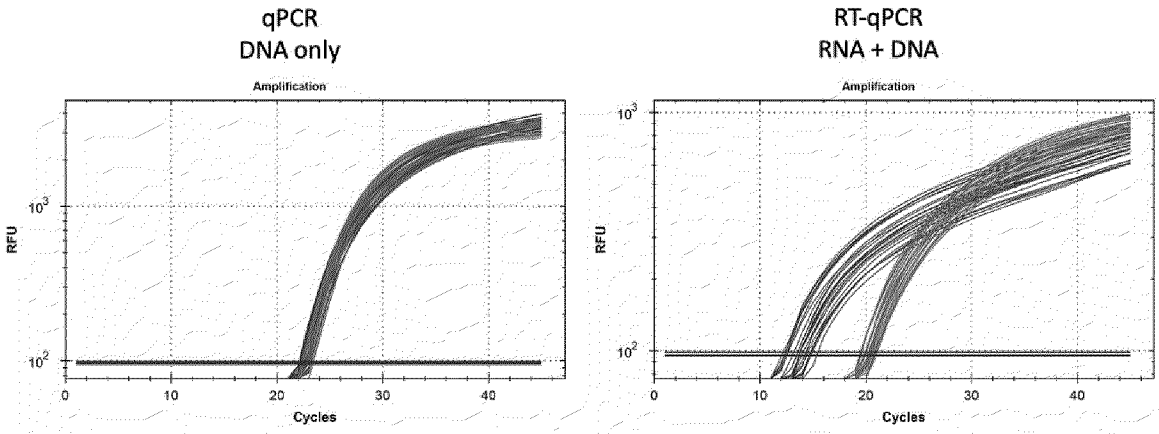 qPCR
DNA only
Amplification
10³
10²
RFU
0
10
20
30
40
Cycles
RT-qPCR
RNA + DNA
Amplification
10³
10²
RFU
0
10
20
30
40
Cycles